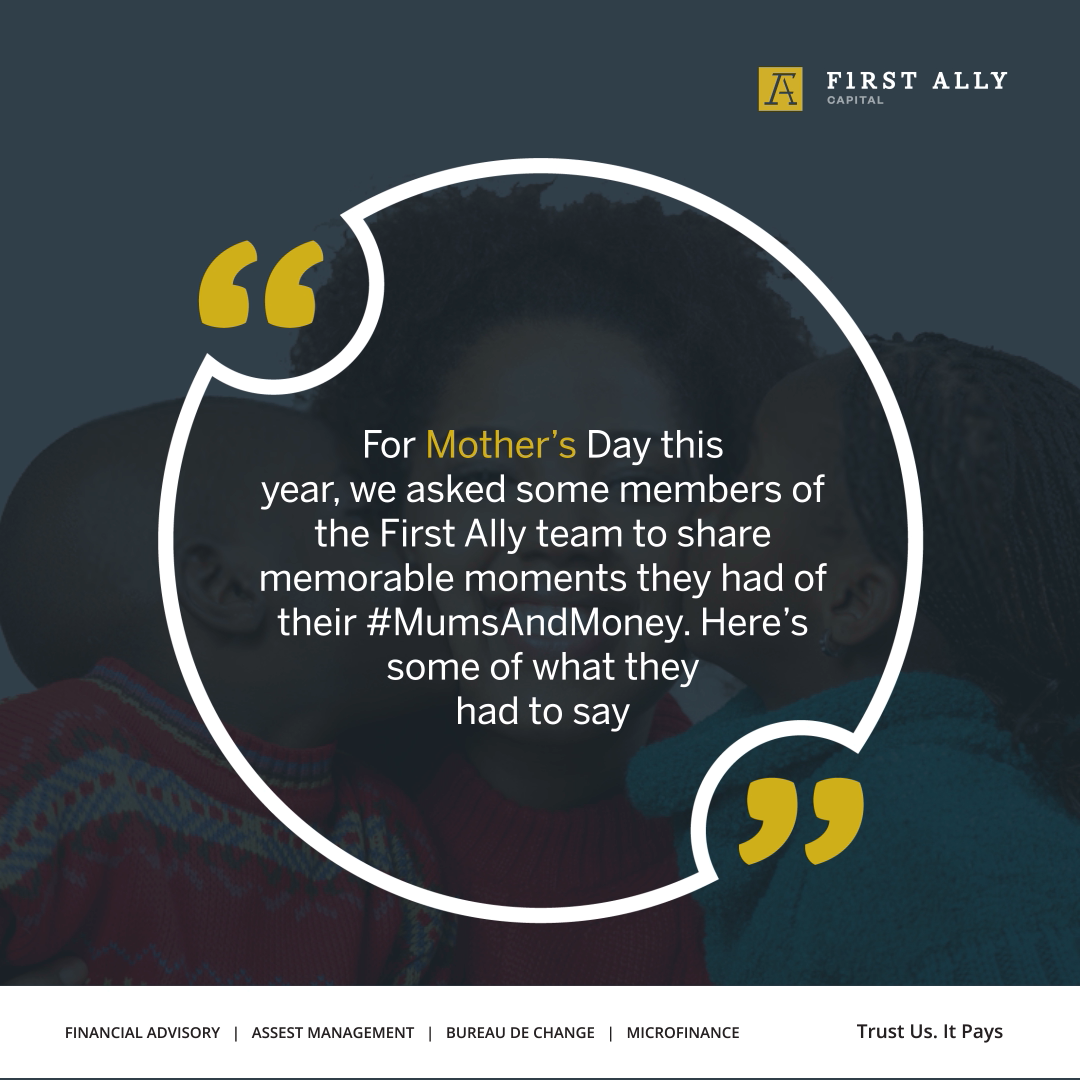 FIRST ALLY
CAPITAL
“
For Mother’s Day this
year, we asked some members of
the First Ally team to share
memorable moments they had of
their #MumsAndMoney. Here’s
some of what they
had to say
”
FINANCIAL ADVISORY | ASSEST MANAGEMENT | BUREAU DE CHANGE | MICROFINANCE
Trust Us. It Pays